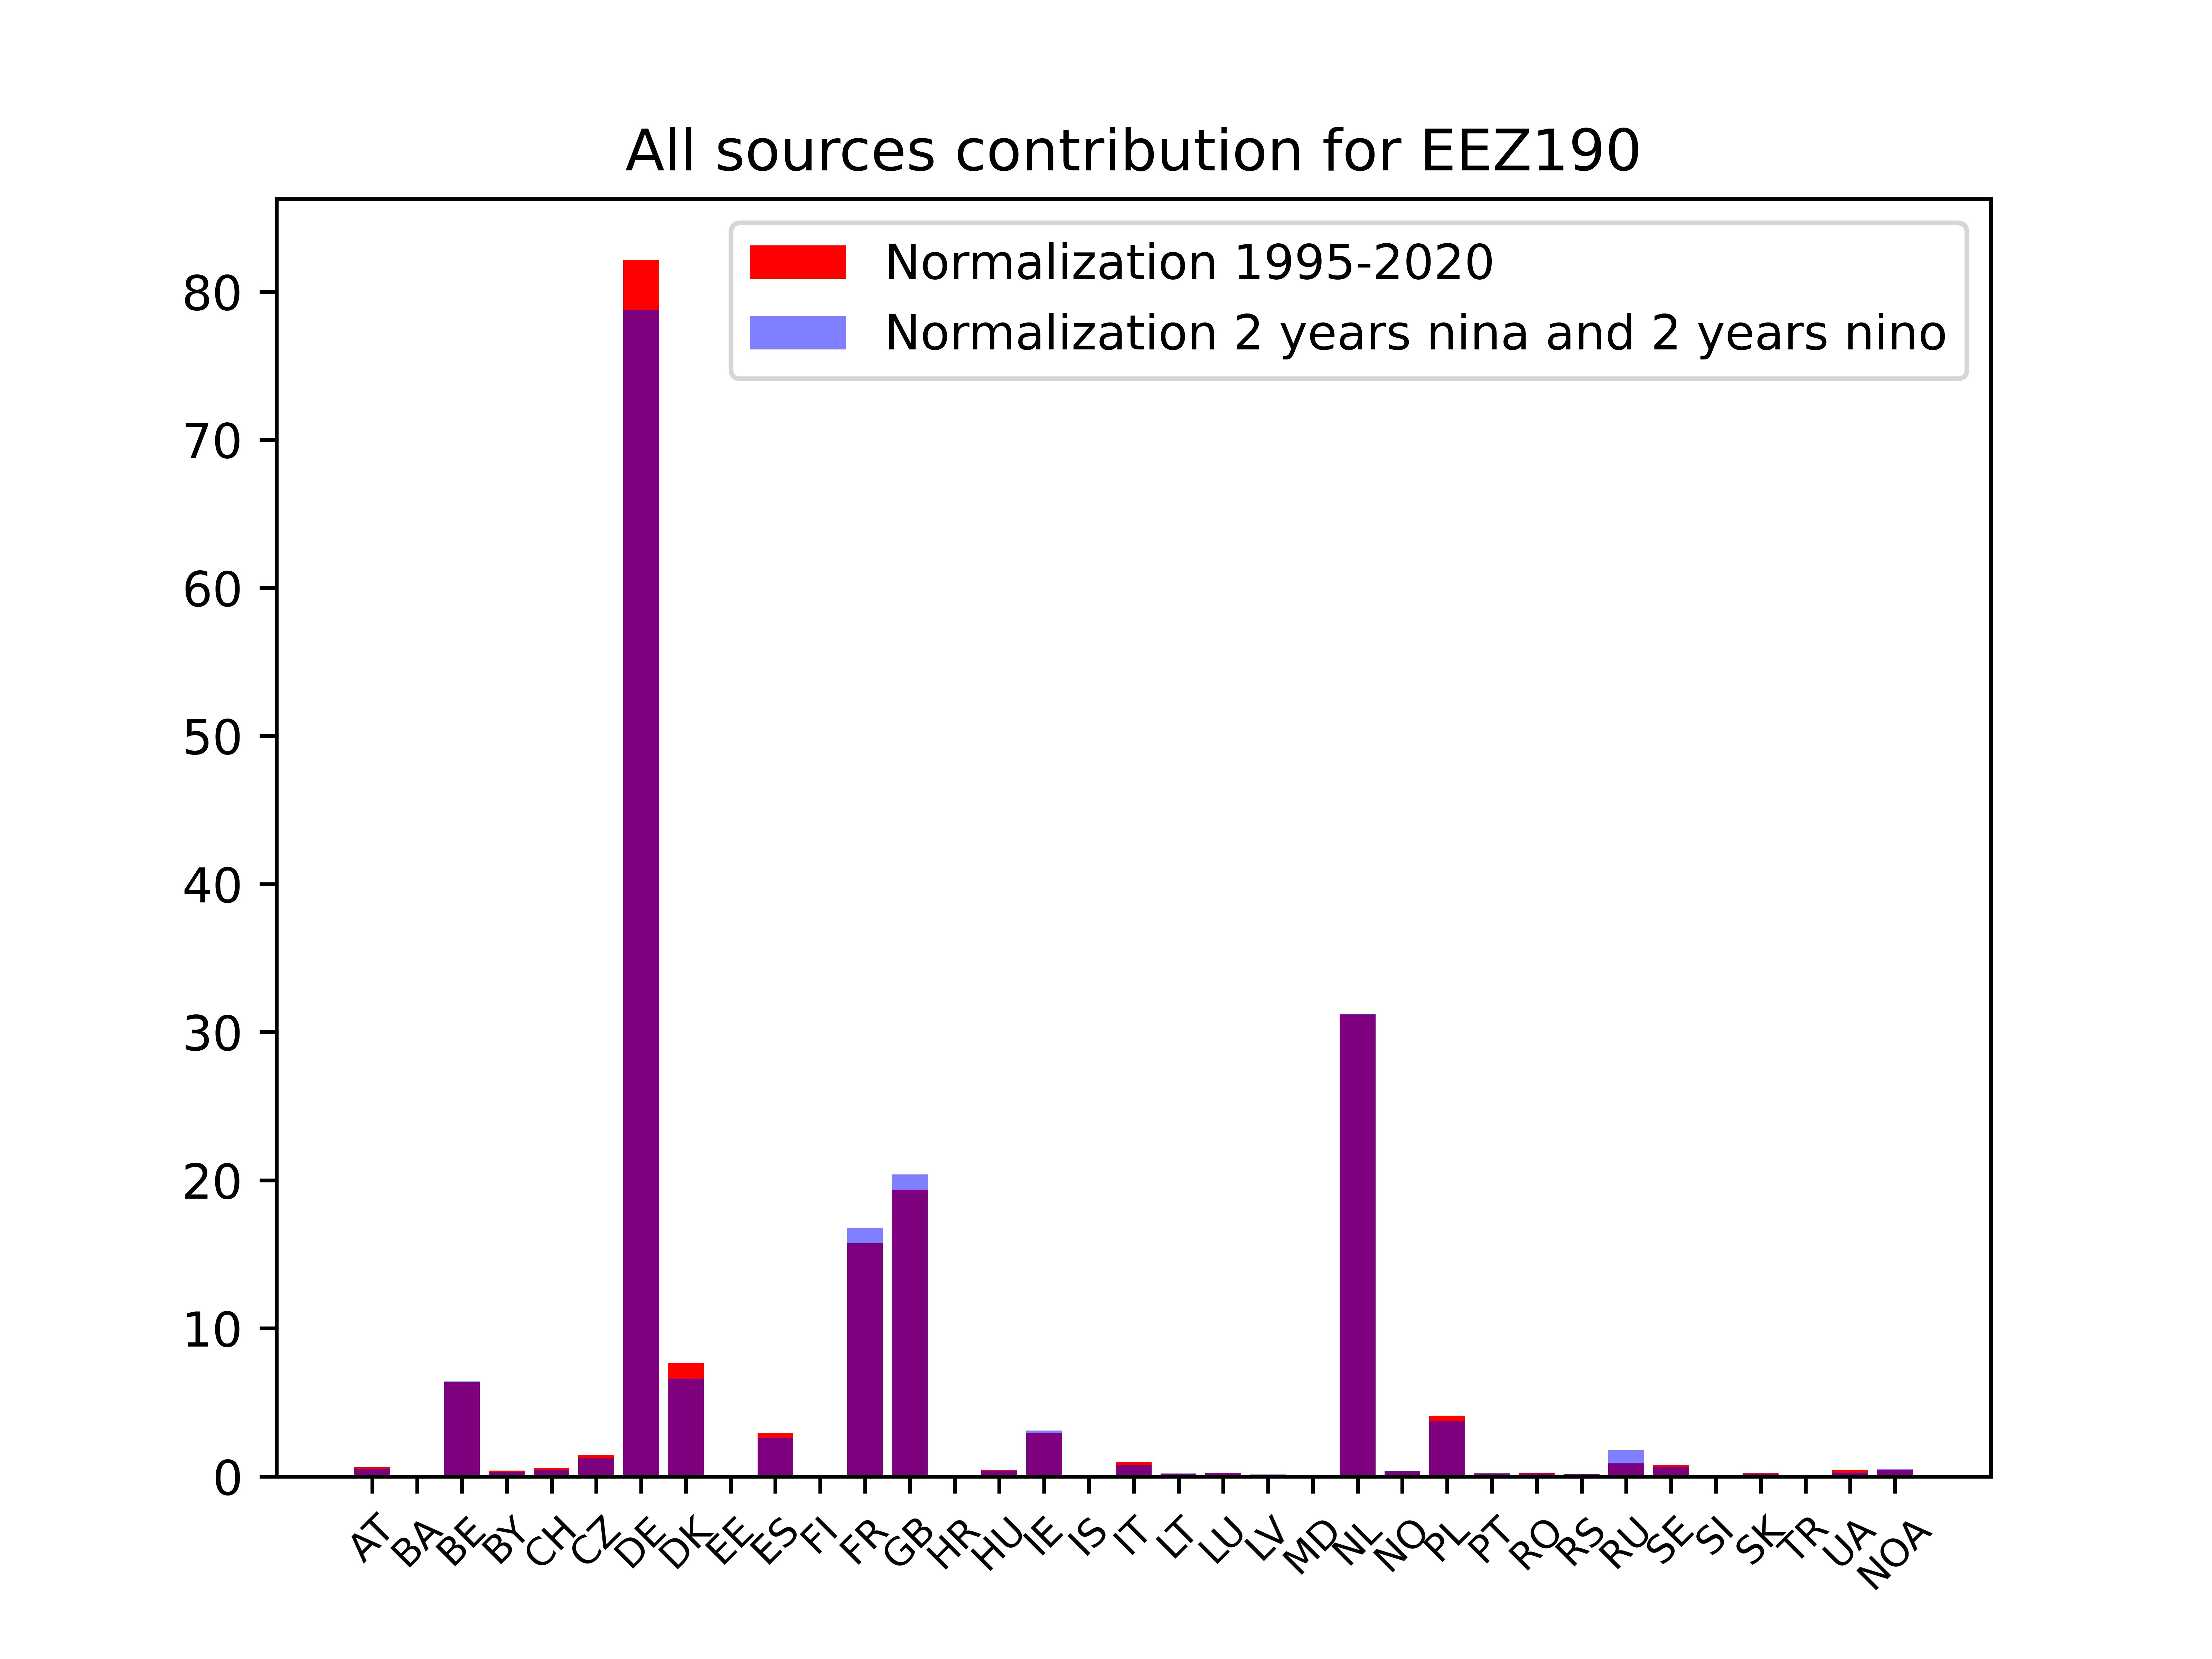 All sources contribution for EEZ190
Normalization 1995-2020
Normalization 2 years nina and 2 years nino
80
70
60
50
40
30
20
10
0
AT BA BE BY CH CZ DE DK EE ES FI FR GB HR HU IE IS IT LT LU LV MD NL NO PL PT RO RS RU SE SI SK TR UA NOA